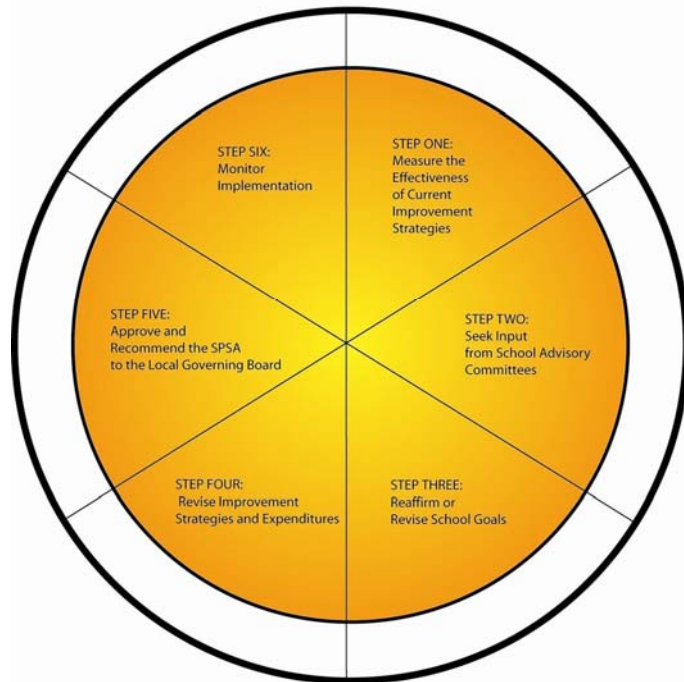 STEP ONE:
Measure the
Effectiveness
of Current
Improvement
Strategies
STEP TWO:
Seek Input
from School Advisory
Committees
STEP THREE:
Reaffirm or
Revise School Goals
STEP FOUR:
Revise Improvement
Strategies and Expenditures
STEP FIVE:
Approve and
Recommend the SPSA
to the Local Governing Board
STEP SIX:
Monitor
Implementation